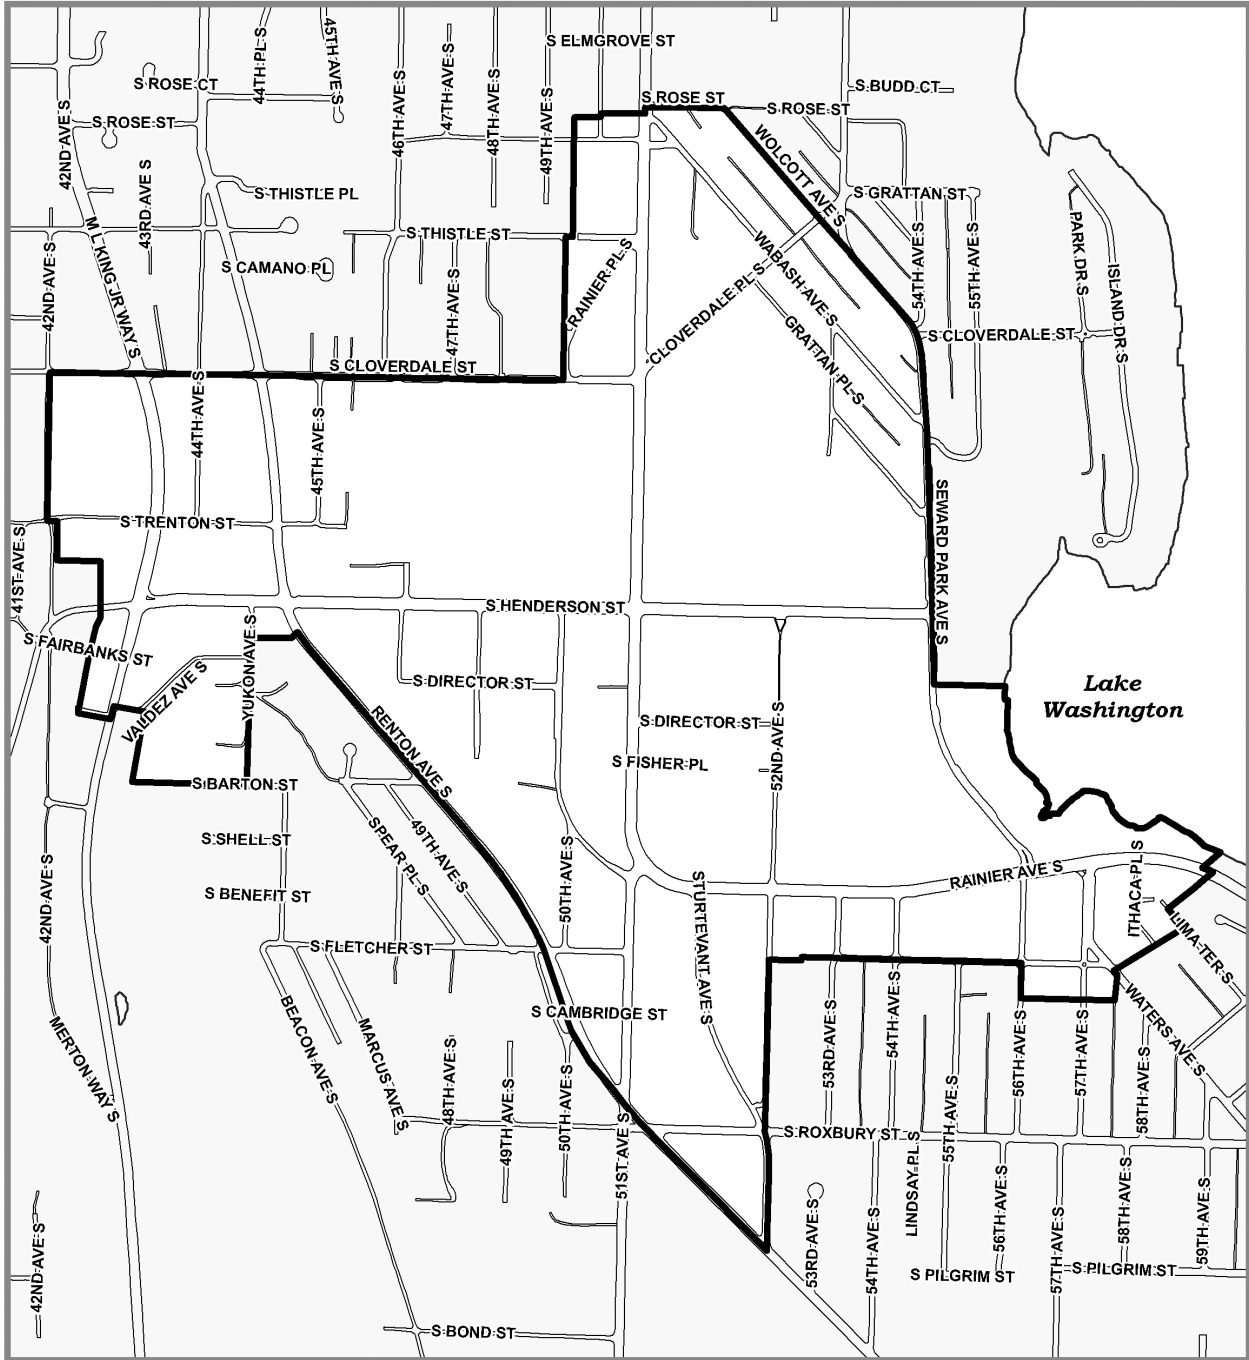 S ELMGROVE ST
45TH AVE S
44TH PL S
S ROSE CT
S BUDD CT
46TH AVE S
47TH AVE S
48TH AVE S
49TH AVE S
S ROSE ST
S ROSE ST
S ROSE ST
42ND AVE S
WOLCOTT AVE S
S THISTLE PL
S GRATTAN ST
43RD AVE S
M L KING JR WAY S
S THISTLE ST
PARK DR S
ISLAND DR S
54TH AVE S
55TH AVE S
42ND AVE S
S CAMANO PL
47TH AVE S
RAINIER PL S
WABASH AVE S
CLOVERDALE PL S
GRATTAN PL S
S CLOVERDALE ST
S CLOVERDALE ST
44TH AVE S
45TH AVE S
S TRENTON ST
SEWARD PARK AVE S
41ST AVE S
S HENDERSON ST
S FAIRBANKS ST
YUKON AVE S
VALDEZ AVE S
S DIRECTOR ST
Lake
Washington
RENTON AVE S
S DIRECTOR ST
52ND AVE S
S FISHER PL
S BARTON ST
SPEAR PL S
49TH AVE S
S SHELL ST
50TH AVE S
42ND AVE S
S BENEFIT ST
STURTEVANT AVE S
RAINIER AVE S
ITHACA PL S
LIMA TER S
S FLETCHER ST
BEACON AVE S
MARCUS AVE S
S CAMBRIDGE ST
WATERS AVE S
MERTON WAY S
48TH AVE S
49TH AVE S
50TH AVE S
51ST AVE S
53RD AVE S
54TH AVE S
55TH AVE S
56TH AVE S
57TH AVE S
58TH AVE S
S ROXBURY ST
LINDSAY PL S
42ND AVE S
53RD AVE S
54TH AVE S
56TH AVE S
57TH AVE S
58TH AVE S
59TH AVE S
S PILGRIM ST
S PILGRIM ST
S BOND ST